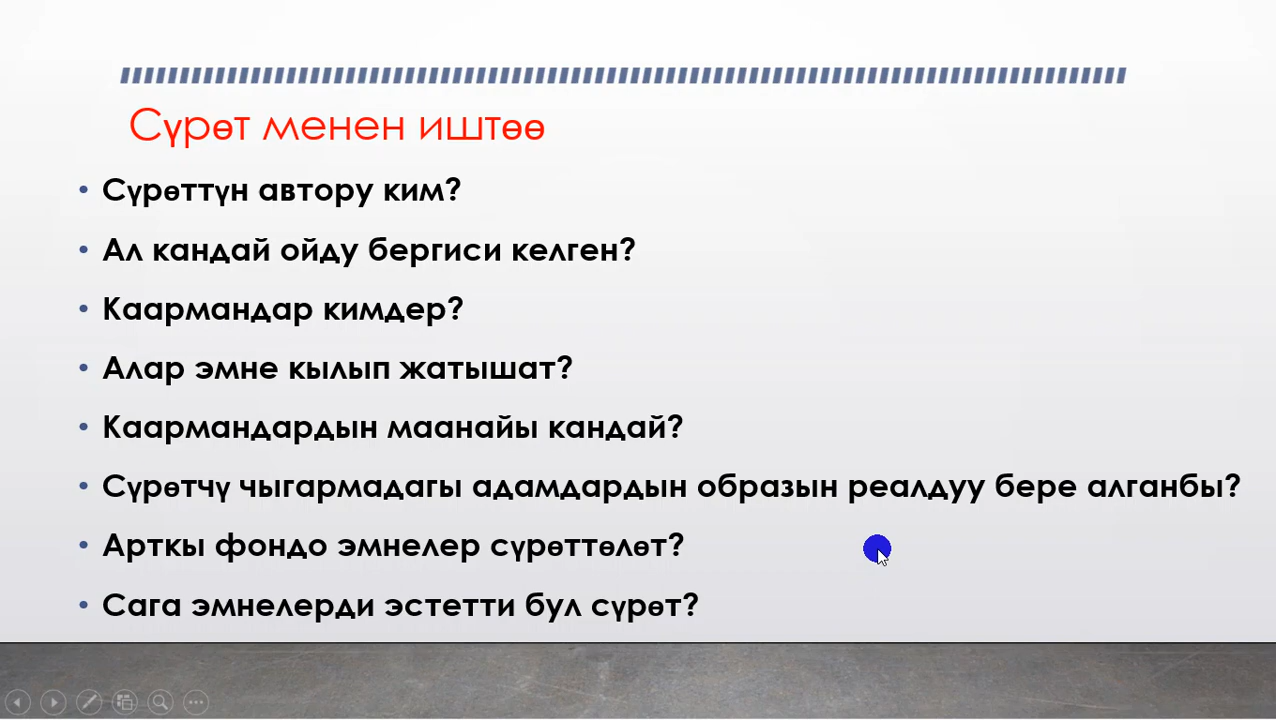 Сүрөт менен иштөө
• Сүрөттүн автору ким?
• Ал кандай ойду бергиси келген?
• Каармандар кимдер?
• Алар эмне кылып жатышат?
• Каармандардын маанайы кандай?
• Сүрөтчү чыгармадагы адамдардын образын реалдуу бере алганбы?
• Арткы фондо эмнелер сүрөттөлөт?
• Сага эмнелерди эстетти бул сүрөт?